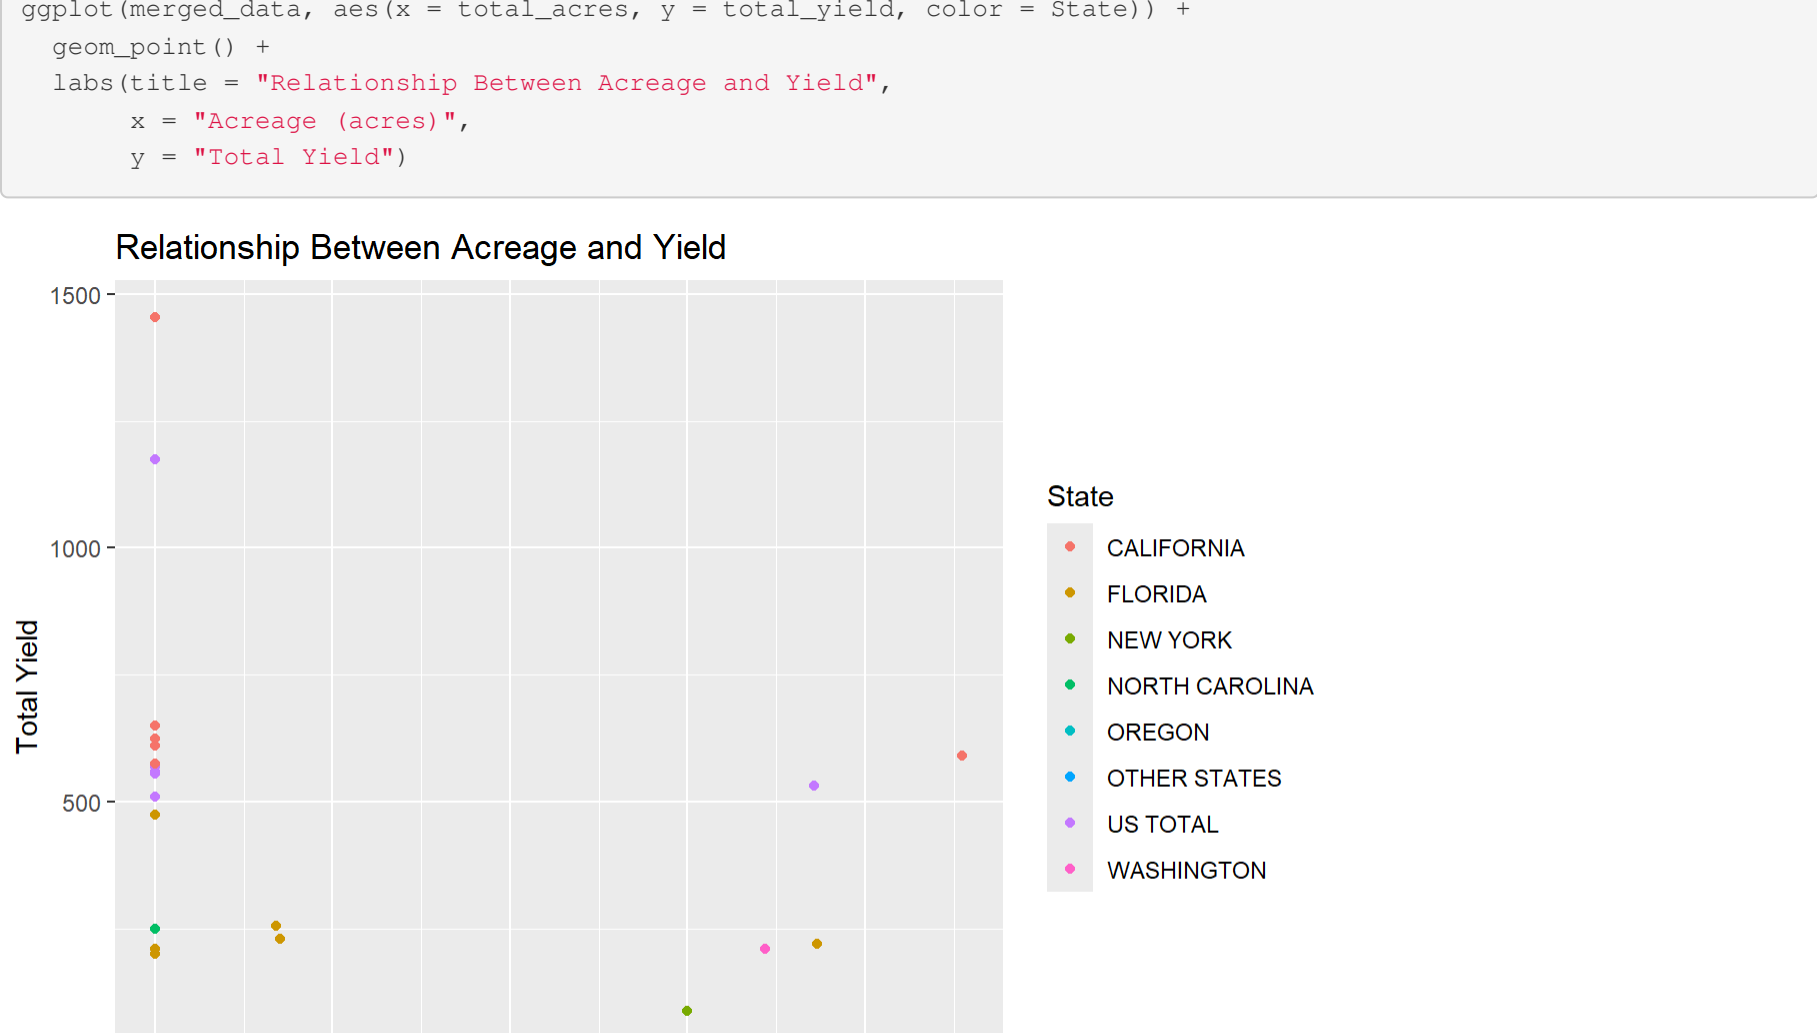 ggplot(merged_data, aes(x = total_acres, y = total_yield, color = State)) +
  geom_point() +
  labs(title = "Relationship Between Acreage and Yield",
       x = "Acreage (acres)",
       y = "Total Yield")
Relationship Between Acreage and Yield
1500
1000
500
Total Yield
State
CALIFORNIA
FLORIDA
NEW YORK
NORTH CAROLINA
OREGON
OTHER STATES
US TOTAL
WASHINGTON